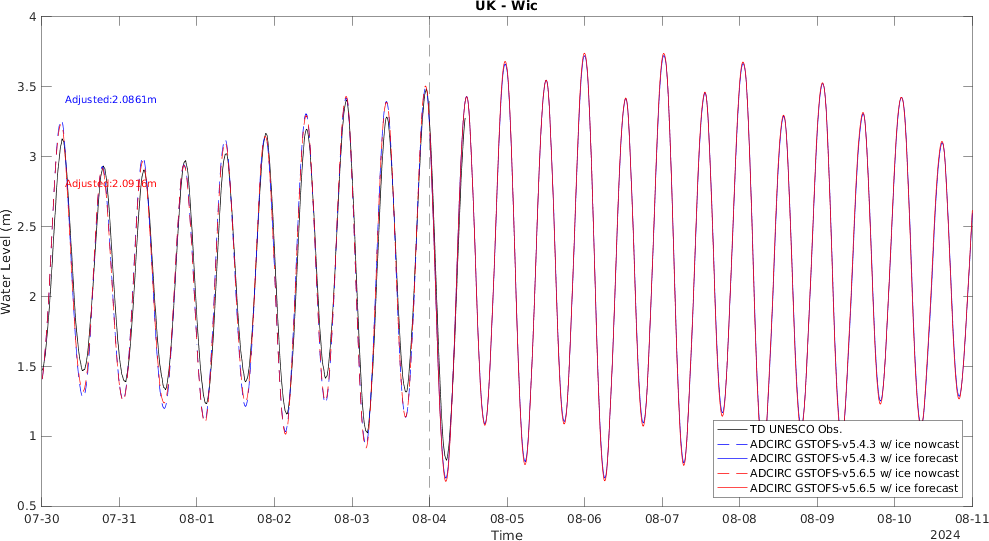 UK - Wic
4
3.5
3
2.5
2
1.5
1
0.5
Water Level (m)
Adjusted:2.0861m
Adjusted:2.0916m
TD UNESCO Obs.
ADCIRC GSTOFS-v5.4.3 w/ ice nowcast
ADCIRC GSTOFS-v5.4.3 w/ ice forecast
ADCIRC GSTOFS-v5.6.5 w/ ice nowcast
ADCIRC GSTOFS-v5.6.5 w/ ice forecast
07-30 07-31 08-01 08-02 08-03 08-04 08-05 08-06 08-07 08-08 08-09 08-10 08-11
Time
2024